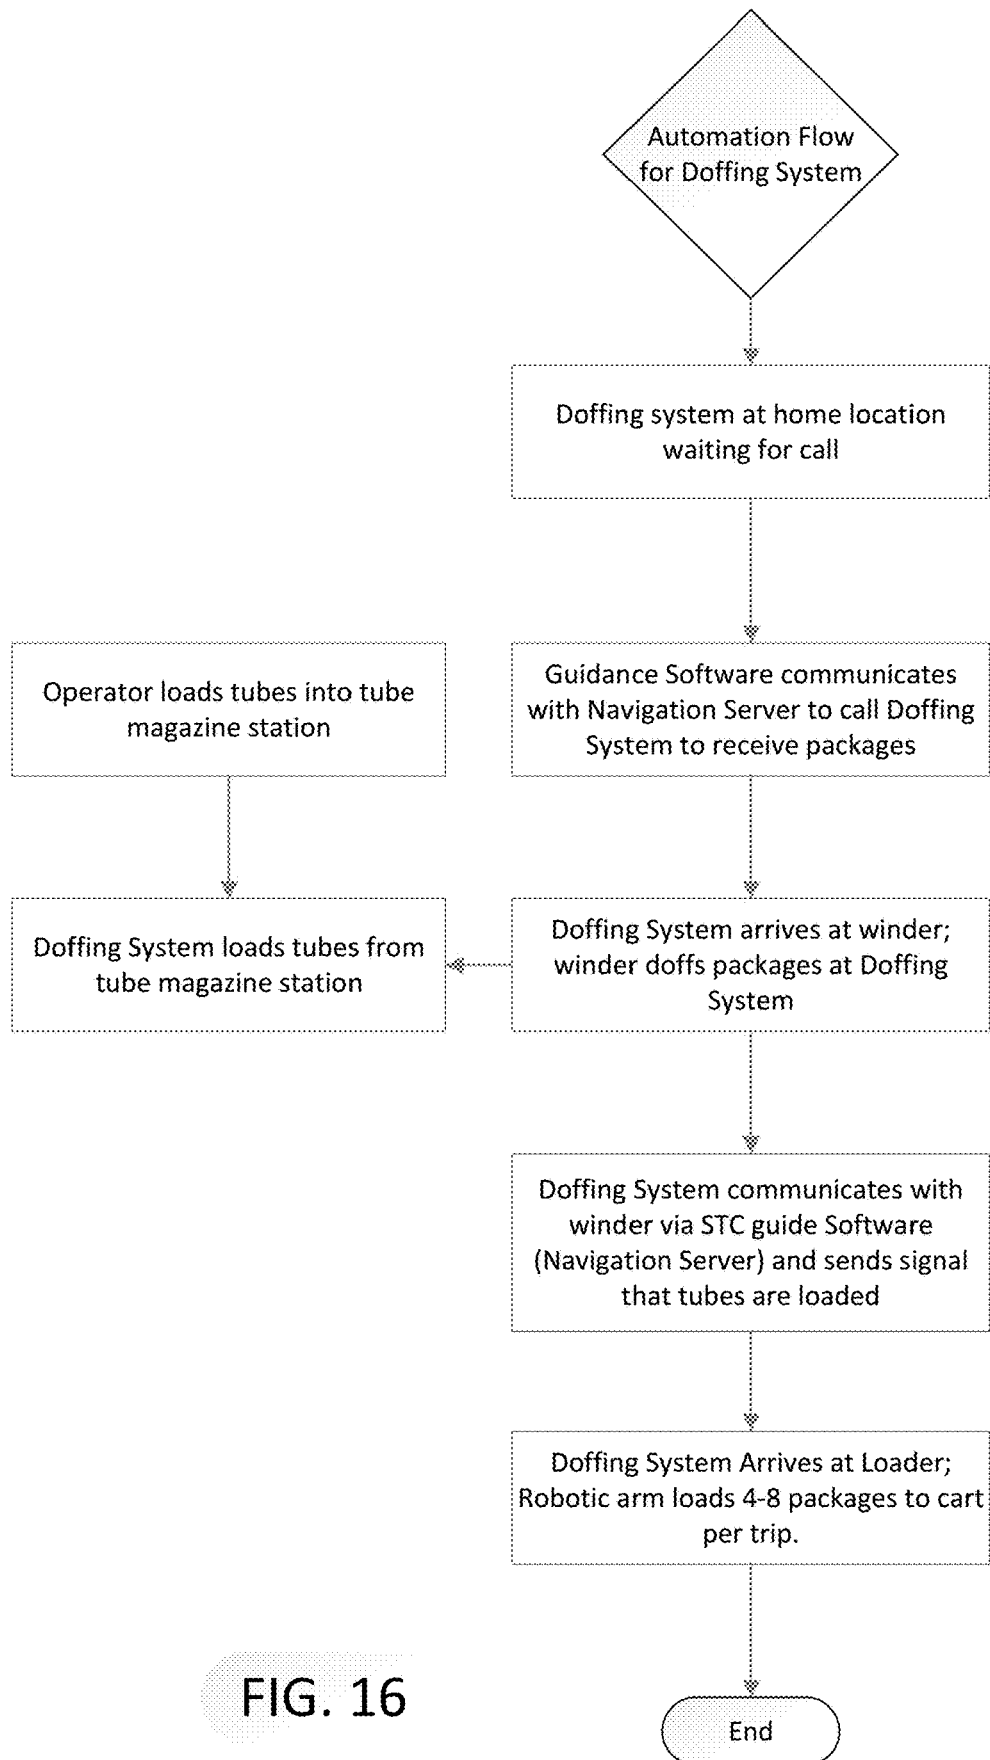 Automation Flow
for Doffing System
Doffing system at home location
waiting for call
Operator loads tubes into tube
magazine station
Guidance Software communicates
with Navigation Server to call Doffing
System to receive packages
Doffing System loads tubes from
tube magazine station
Doffing System arrives at winder;
winder doffs packages at Doffing
System
Doffing System communicates with
winder via STC guide Software
(Navigation Server) and sends signal
that tubes are loaded
Doffing System Arrives at Loader;
Robotic arm loads 4-8 packages to cart
per trip.
FIG. 16
End